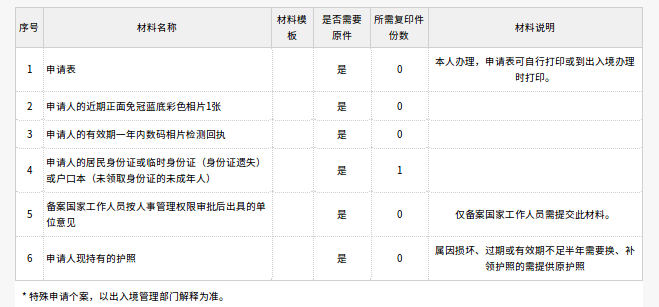 序号 材料名称 材料模板 是否需要原件 所需复印件份数 材料说明
1 申请表 是 0 本人办理，申请表可自行打印或到出入境办理时打印。
2 申请人的近期正面免冠蓝底彩色相片1张 是 0
3 申请人的有效期一年内数码相片检测回执 是 0
4 申请人的居民身份证或临时身份证（身份证遗失）或户口本（未领取身份证的未成年人） 是 1
5 备案国家工作人员按人事管理权限审批后出具的单位意见 是 0 仅备案国家工作人员需提交此材料。
6 申请人现持有的护照 是 0 属因损坏、过期或有效期不足半年需要换、补领护照的需提供原护照
* 特殊申请个案，以出入境管理部门解释为准。